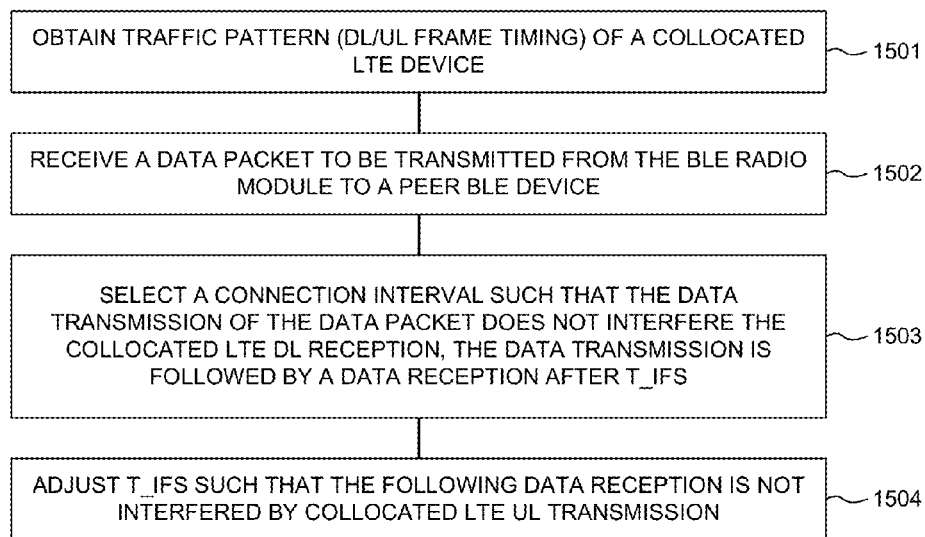 OBTAIN TRAFFIC PATTERN (DL/UL FRAME TIMING) OF A COLLOCATED
LTE DEVICE
1501
RECEIVE A DATA PACKET TO BE TRANSMITTED FROM THE BLE RADIO
MODULE TO A PEER BLE DEVICE
1502
SELECT A CONNECTION INTERVAL SUCH THAT THE DATA
TRANSMISSION OF THE DATA PACKET DOES NOT INTERFERE THE
COLLOCATED LTE DL RECEPTION, THE DATA TRANSMISSION IS
FOLLOWED BY A DATA RECEPTION AFTER T_IFS
1503
ADJUST T_IFS SUCH THAT THE FOLLOWING DATA RECEPTION IS NOT
INTERFERED BY COLLOCATED LTE UL TRANSMISSION
1504